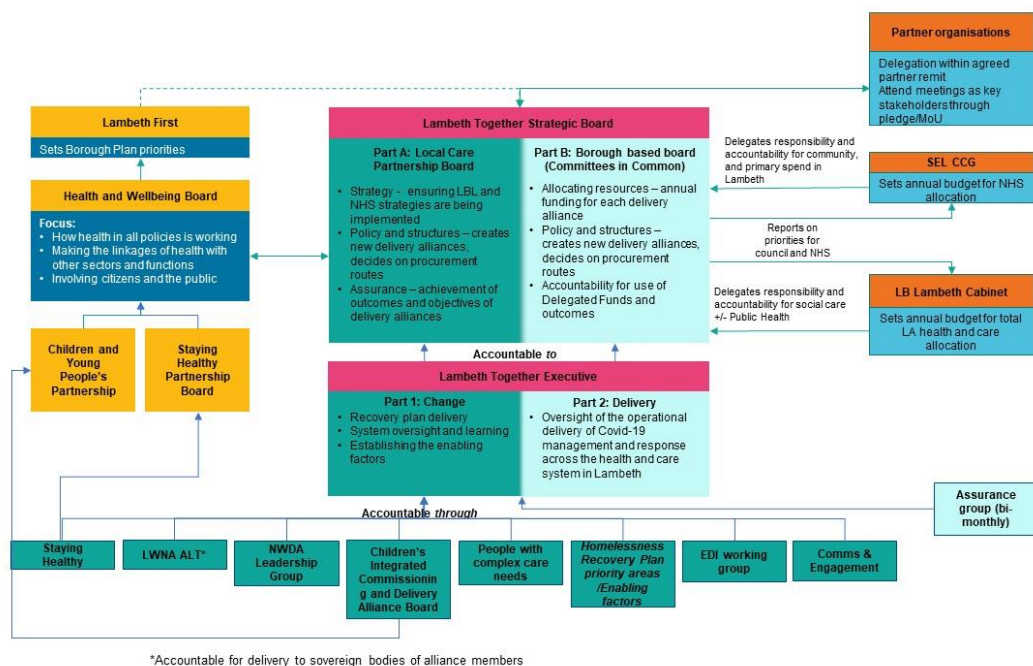 Partner organisations
Delegation within agreed
partner remit
Attend meetings as key
stakeholders through
pledge/MoU
Lambeth First
Sets Borough Plan priorities
Lambeth Together Strategic Board
Part A: Local Care
Partnership Board
• Strategy - ensuring LBL and
NHS strategies are being
implemented
• Policy and structures – creates
new delivery alliances,
decides on procurement
routes
• Assurance – achievement of
outcomes and objectives of
delivery alliances
Part B: Borough based board
(Committees in Common)
• Allocating resources – annual
funding for each delivery
alliance
• Policy and structures –
creates new delivery alliances,
decides on procurement
routes
• Accountability for use of
Delegated Funds and
outcomes
Delegates responsibility and
accountability for community,
and primary spend in
Lambeth
SEL CCG
Sets annual budget for NHS
allocation
Health and Wellbeing Board
Focus:
• How health in all policies is working
• Making the linkages of health with
other sectors and functions
• Involving citizens and the public
Reports on
priorities for
council and NHS
Delegates responsibility and
accountability for social care
+/- Public Health
LB Lambeth Cabinet
Sets annual budget for total
LA health and care
allocation
Children and
Young
People's
Partnership
Staying
Healthy
Partnership
Board
Accountable to
Lambeth Together Executive
Part 1: Change
• Recovery plan delivery
• System oversight and learning
• Establishing the enabling
factors
Part 2: Delivery
• Oversight of the operational
delivery of Covid-19
management and response
across the health and care
system in Lambeth
Assurance
group (bi-
monthly)
Accountable through
Staying
Healthy
LWNA ALT*
NWDA
Leadership
Group
Children's
Integrated
Commissionin
g and Delivery
Alliance Board
People with
complex care
needs
Homelessness
Recovery Plan
priority areas
/Enabling
factors
EDI working
group
Comms &
Engagement
*Accountable for delivery to sovereign bodies of alliance members